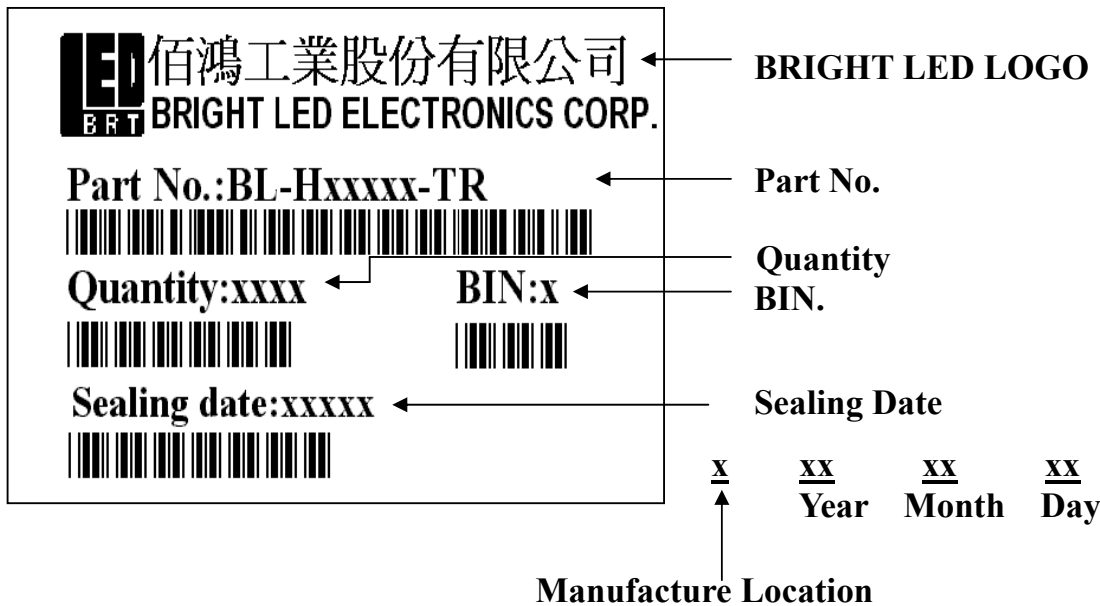 LED
BRT
佰鴻工業股份有限公司
BRIGHT LED ELECTRONICS CORP.
BRIGHT LED LOGO
Part No.:BL-Hxxxxx-TR
Part No.
Quantity:xxxx
BIN:x
Quantity
BIN.
Sealing date:xxxxx
Sealing Date
x xx xx xx
Year Month Day
Manufacture Location